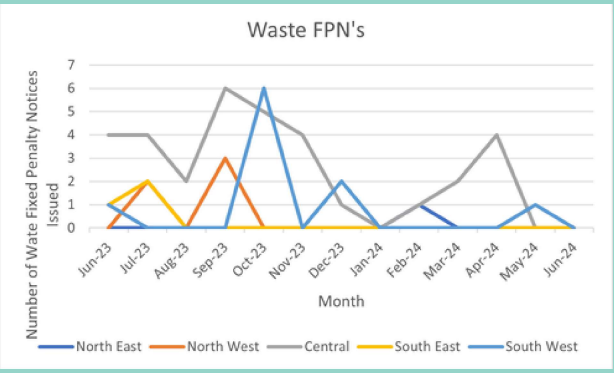 Waste FPN's
Number of Wate Fixed Penalty Notices
Issued
7
6
5
4
3
2
1
0
Jun-23 Jul-23 Aug-23 Sep-23 Oct-23 Nov-23 Dec-23 Jan-24 Feb-24 Mar-24 Apr-24 May-24 Jun-24
Month
North East North West Central South East South West